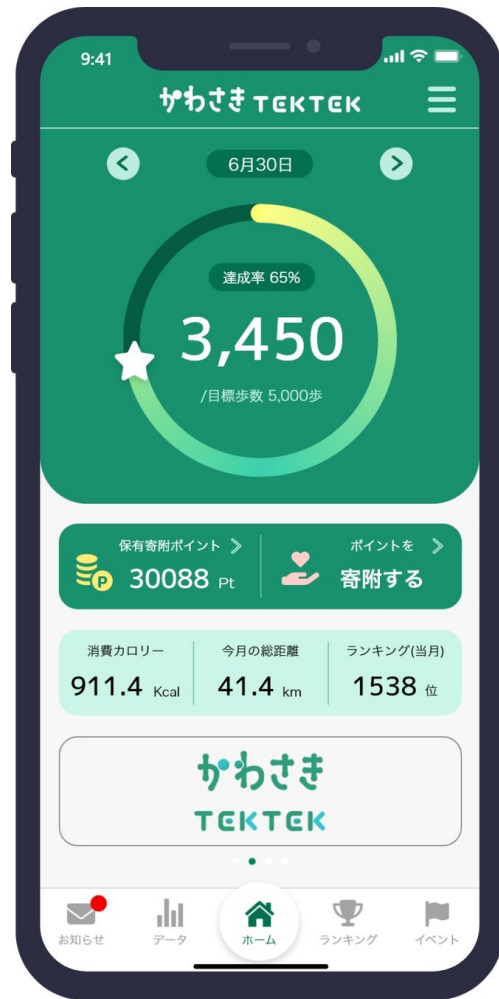 9:41
かわさき TEKTEK
6月30日
達成率 65%
3,450
/目標歩数 5,000歩
保有寄附ポイント
30088 Pt
P
ポイントを
寄附する
消費カロリー
911.4 Kcal
今月の総距離
41.4 km
ランキング(当月)
1538 位
かわさき
TEKTEK
お知らせ
データ
ホーム
ランキング
イベント